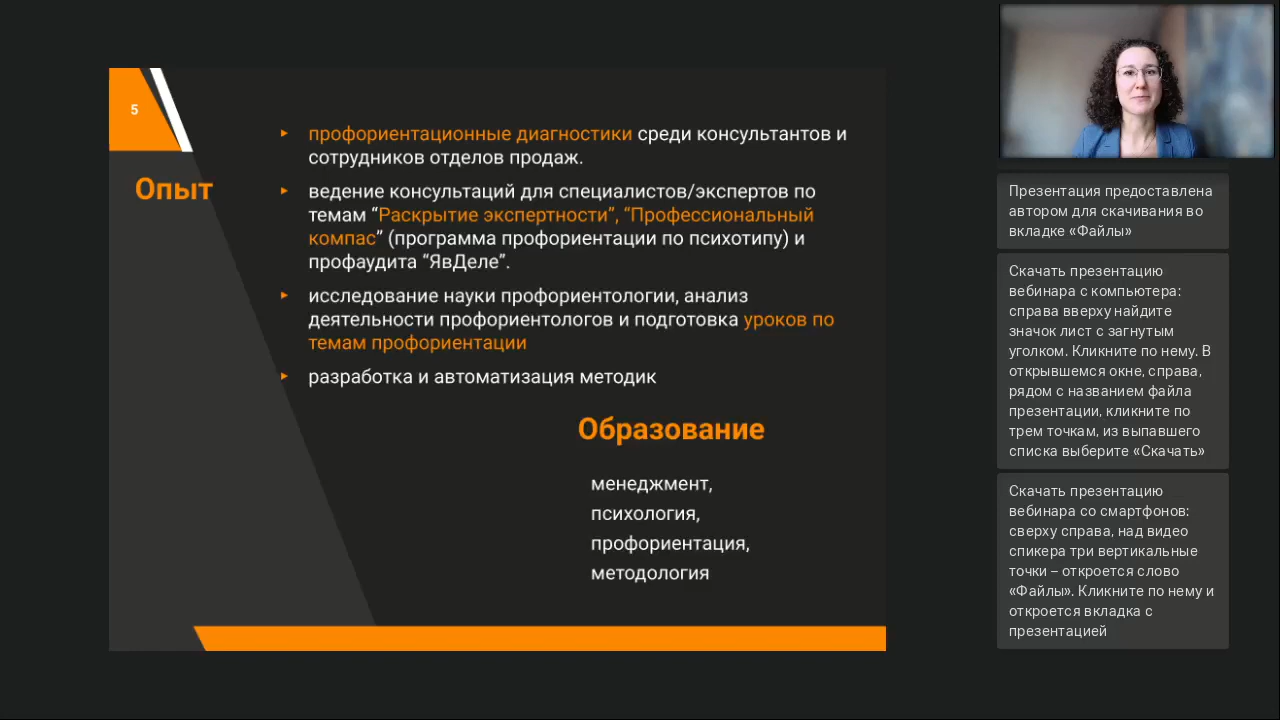 5
Опыт
профориентационные диагностики среди консультантов и
сотрудников отделов продаж.
ведение консультаций для специалистов/экспертов по
темам “Раскрытие экспертности”, “Профессиональный
компас” (программа профориентации по психотипу) и
профаудита “ЯвДеле”.
исследование науки профориентологии, анализ
деятельности профориентологов и подготовка уроков по
темам профориентации
разработка и автоматизация методик
Образование
менеджмент,
психология,
профориентация,
методология
Презентация предоставлена
автором для скачивания во
вкладке «Файлы»
Скачать презентацию
вебинара с компьютера:
справа вверху найдите
значок лист с загнутым
уголком. Кликните по нему. В
открывшемся окне, справа,
рядом с названием файла
презентации, кликните по
трем точкам, из выпавшего
списка выберите «Скачать»
Скачать презентацию
вебинара со смартфонов:
сверху справа, над видео
спикера три вертикальные
точки – откроется слово
«Файлы». Кликните по нему и
откроется вкладка с
презентацией